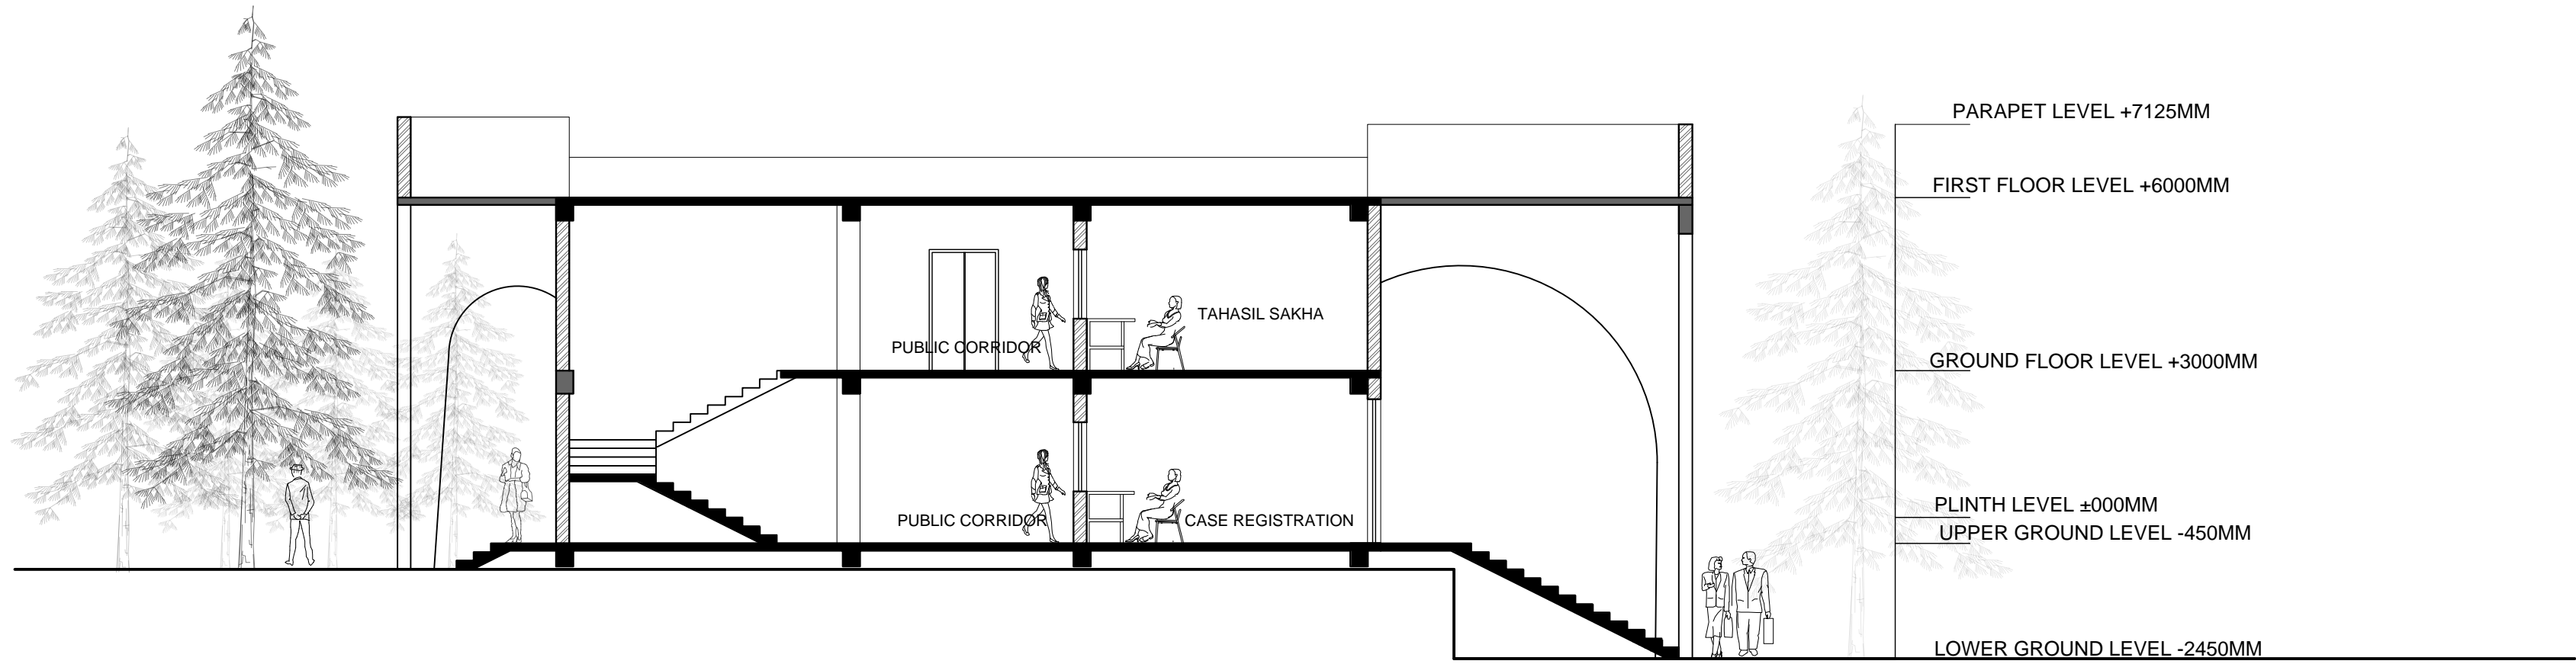 PARAPET LEVEL +7125MM
FIRST FLOOR LEVEL +6000MM
TAHASIL SAKHA
PUBLIC CORRIDOR
GROUND FLOOR LEVEL +3000MM
PLINTH LEVEL ±000MM
PUBLIC CORRIDOR
CASE REGISTRATION
UPPER GROUND LEVEL -450MM
LOWER GROUND LEVEL -2450MM